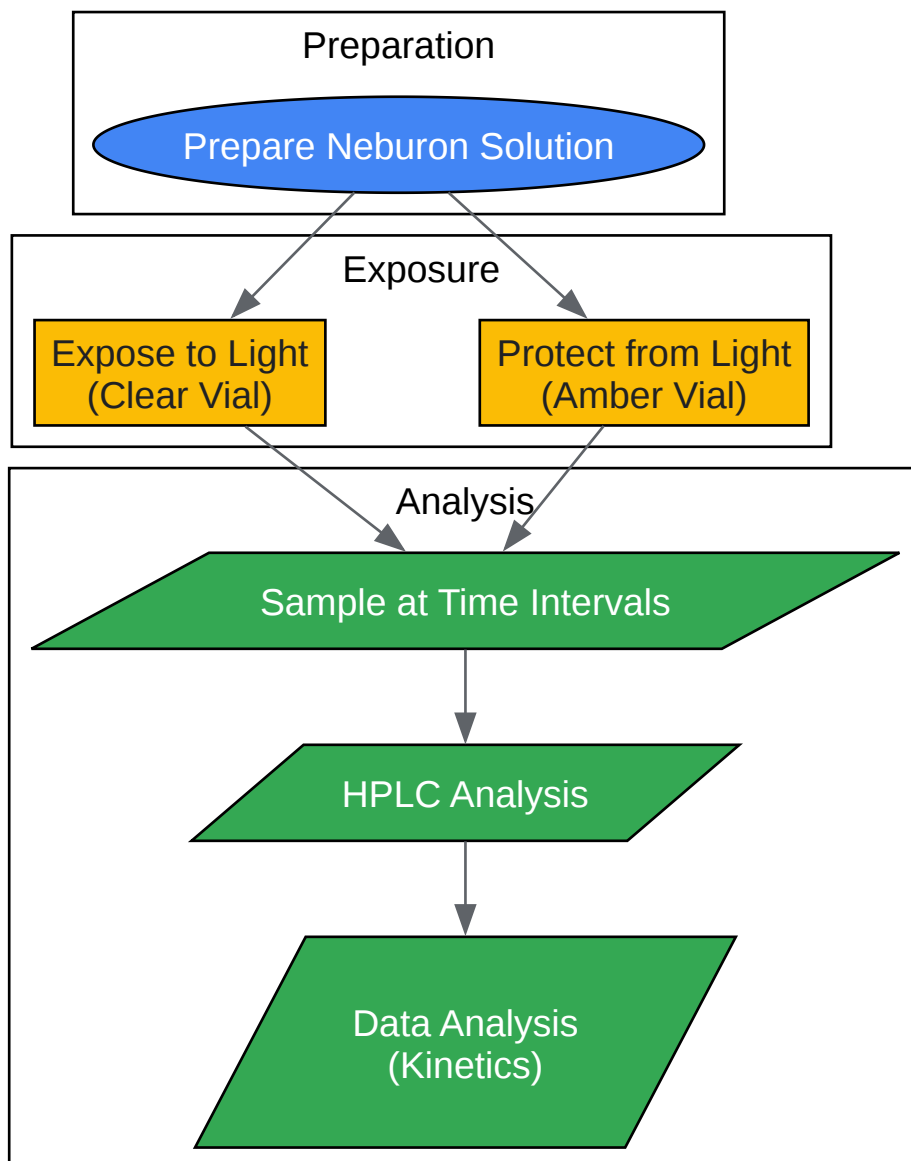 Preparation
Prepare Neburon Solution
Exposure
Expose to Light
(Clear Vial)
Protect from Light
(Amber Vial)
Analysis
Sample at Time Intervals
HPLC Analysis
Data Analysis
(Kinetics)